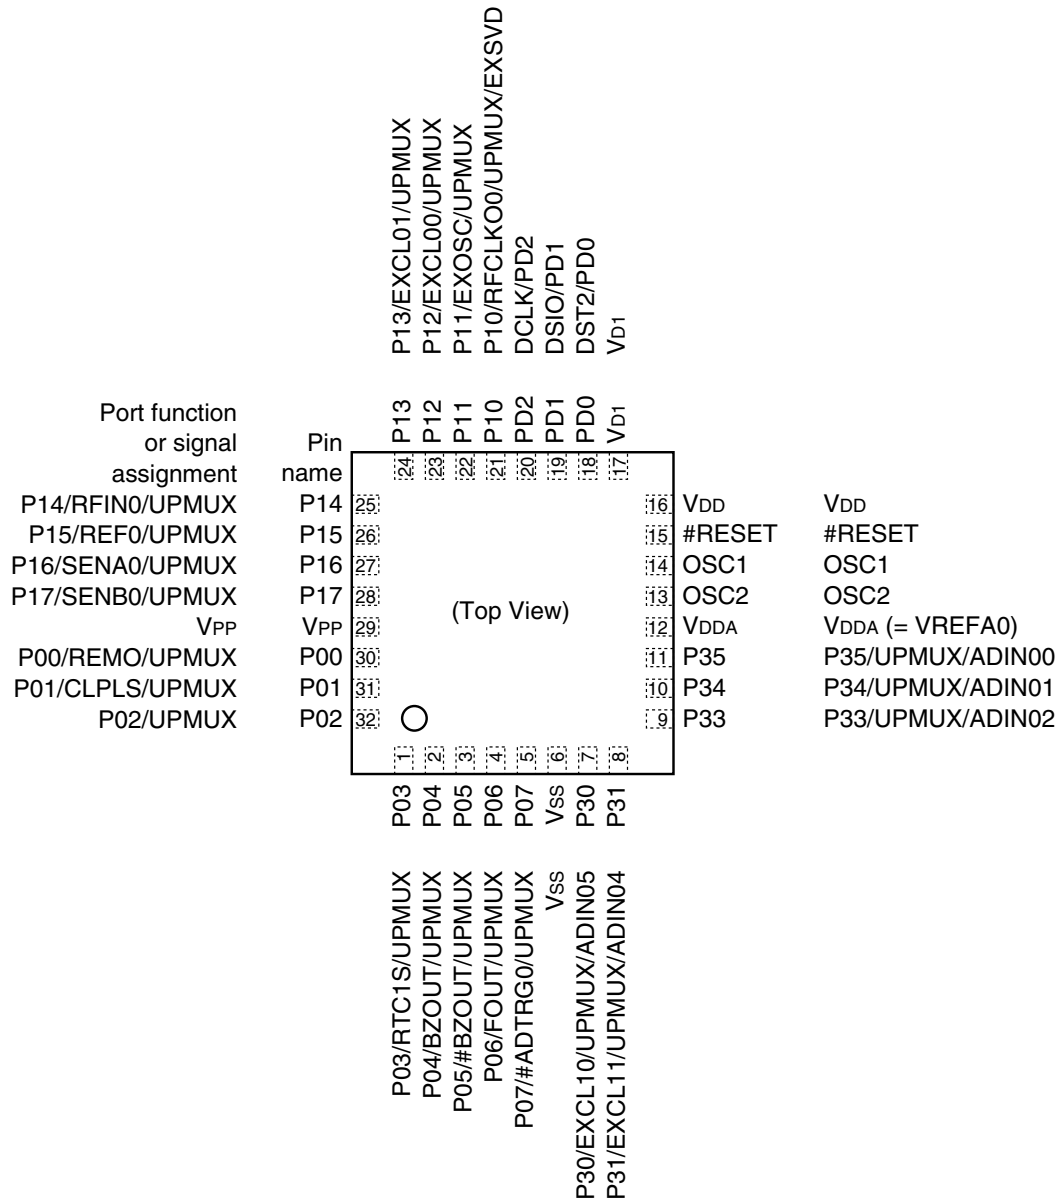 P13/EXCL01/UPMUX
P12/EXCL00/UPMUX
P11/EXOSC/UPMUX
P10/RFCLKO0/UPMUX/EXSVD
DCLK/PD2
DSIO/PD1
DST2/PD0
VD1
P13
P12
P11
P10
PD2
PD1
PD0
VD1
Port function
or signal
assignment
Pin
name
24
23
22
21
20
19
18
17
P14/RFIN0/UPMUX P14 25
P15/REF0/UPMUX P15 26
P16/SENA0/UPMUX P16 27
P17/SENB0/UPMUX P17 28
VPP VPP 29
P00/REMO/UPMUX P00 30
P01/CLPLS/UPMUX P01 31
P02/UPMUX P02 32
(Top View)
16 VDD VDD
15 #RESET #RESET
14 OSC1 OSC1
13 OSC2 OSC2
12 VDDA VDDA (= VREFA0)
11 P35 P35/UPMUX/ADIN00
10 P34 P34/UPMUX/ADIN01
9 P33 P33/UPMUX/ADIN02
1
2
3
4
5
6
7
8
P03
P04
P05
P06
P07
VSS
P30
P31
P03/RTC1S/UPMUX
P04/BZOUT/UPMUX
P05/#BZOUT/UPMUX
P06/FOUT/UPMUX
P07/#ADTRG0/UPMUX
VSS
P30/EXCL10/UPMUX/ADIN05
P31/EXCL11/UPMUX/ADIN04